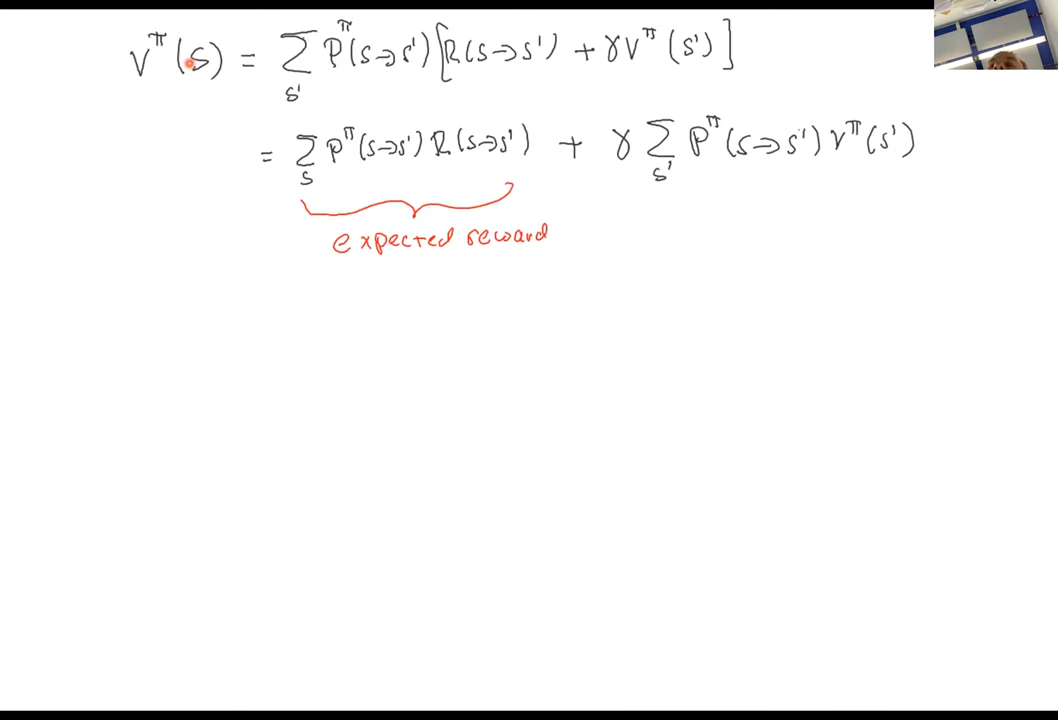 V^π(s) = Σ_{s'} P^π(s→s') [R(s→s') + γV^π(s')]
= Σ_s P^π(s→s') R(s→s') + γ Σ_{s'} P^π(s→s') V^π(s')
expected reward